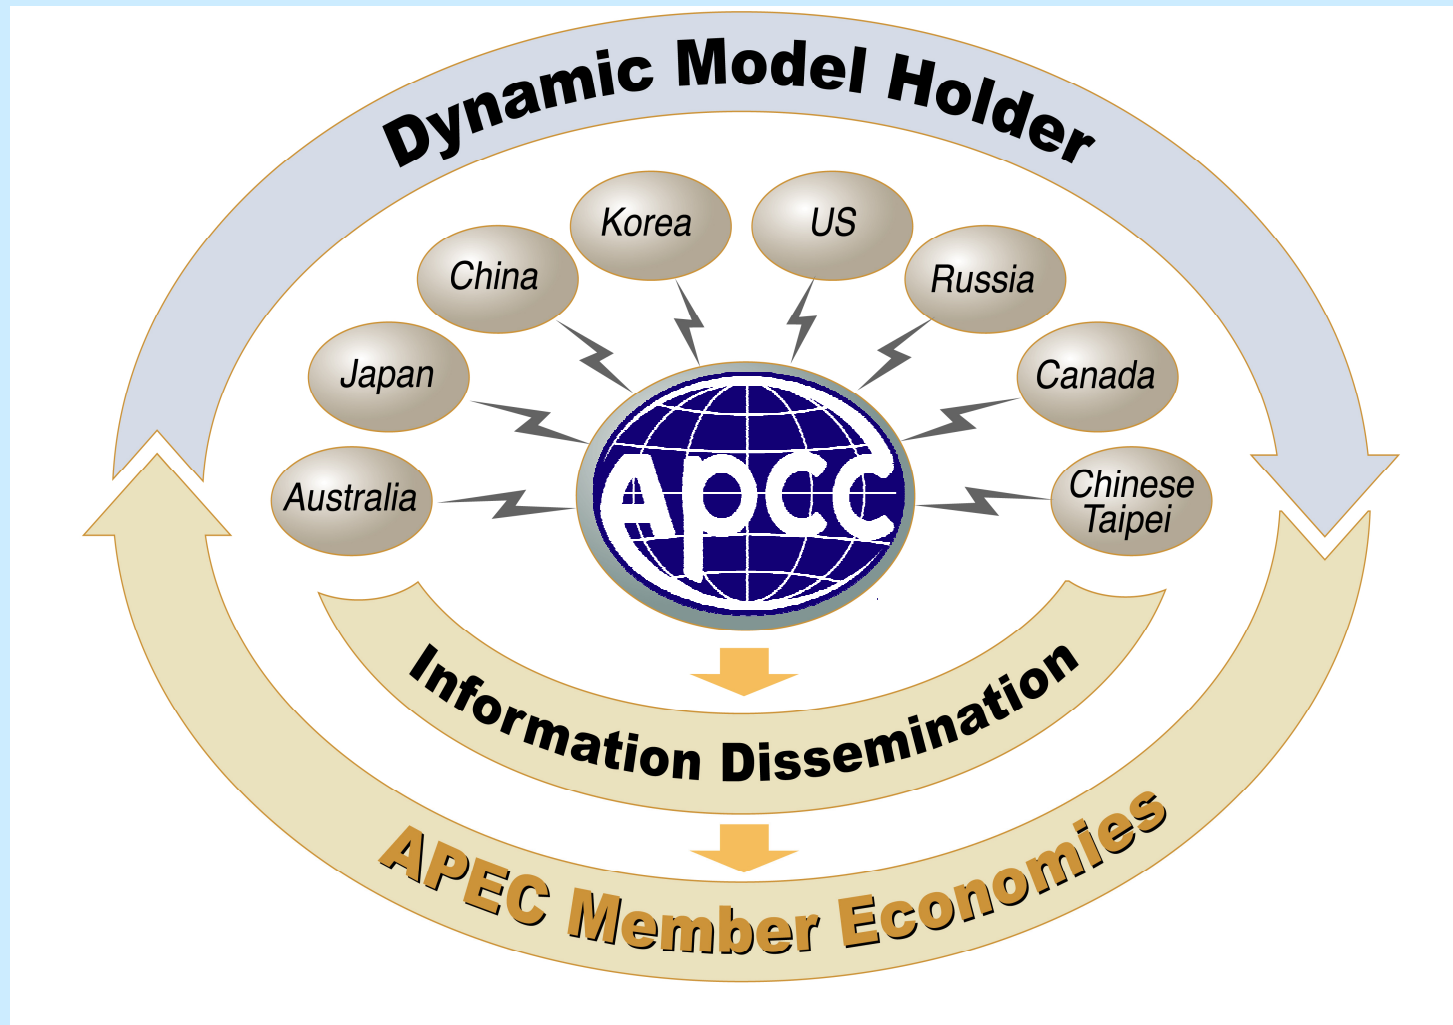 Dynamic Model Holder
Korea
US
China
Russia
Japan
Canada
Australia
Chinese
Taipei
apcc
Information Dissemination
APEC Member Economies